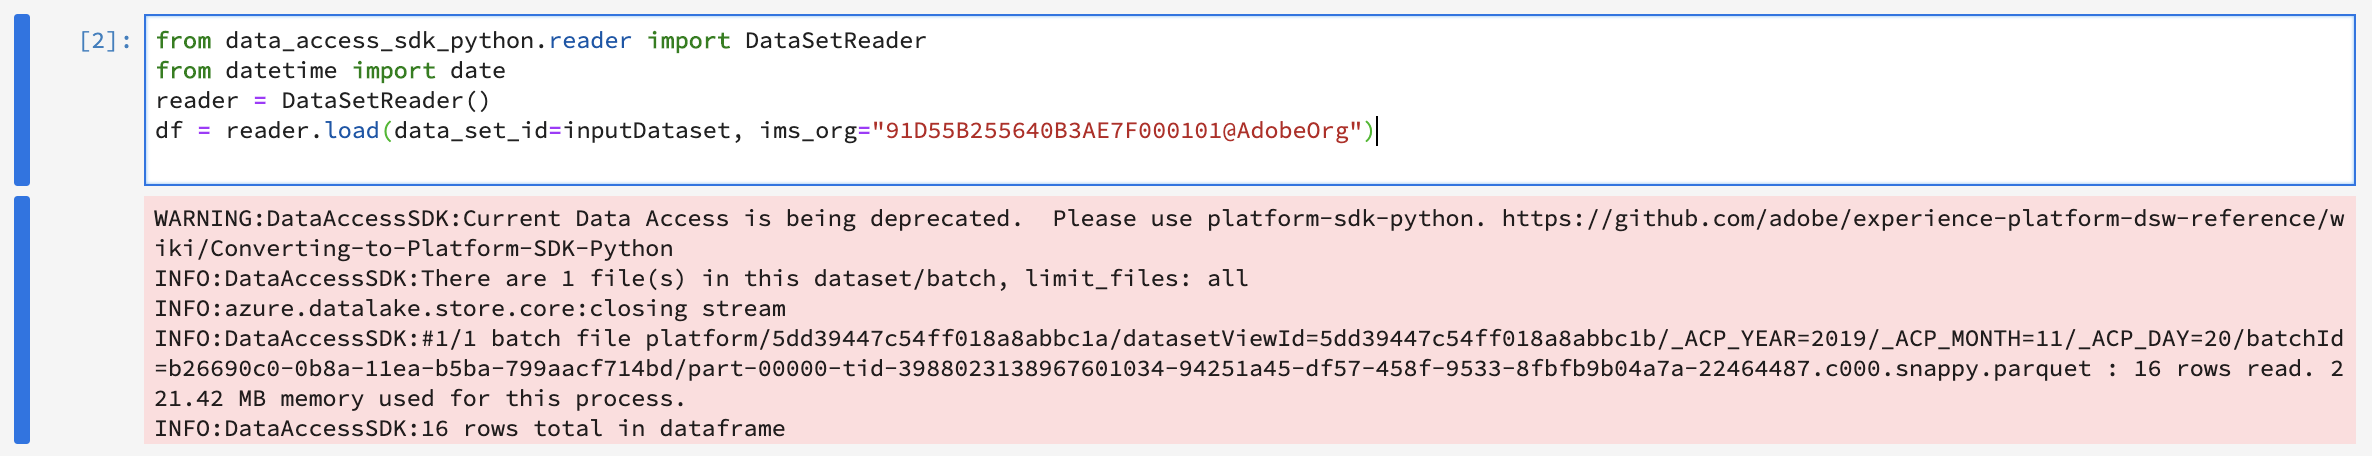 [2]:
from data_access_sdk_python.reader import DataSetReader
from datetime import date
reader = DataSetReader()
df = reader.load(data_set_id=inputDataset, ims_org="91D55B255640B3AE7F000101@AdobeOrg")
WARNING:DataAccessSDK:Current Data Access is being deprecated.  Please use platform-sdk-python. https://github.com/adobe/experience-platform-dsw-reference/w
iki/Converting-to-Platform-SDK-Python
INFO:DataAccessSDK:There are 1 file(s) in this dataset/batch, limit_files: all
INFO:azure.datalake.store.core:closing stream
INFO:DataAccessSDK:#1/1 batch file platform/5dd39447c54ff018a8abbc1a/datasetViewId=5dd39447c54ff018a8abbc1b/_ACP_YEAR=2019/_ACP_MONTH=11/_ACP_DAY=20/batchId
=b26690c0-0b8a-11ea-b5ba-799aacf714bd/part-00000-tid-3988023138967601034-94251a45-df57-458f-9533-8fbfb9b04a7a-22464487.c000.snappy.parquet : 16 rows read. 2
21.42 MB memory used for this process.
INFO:DataAccessSDK:16 rows total in dataframe